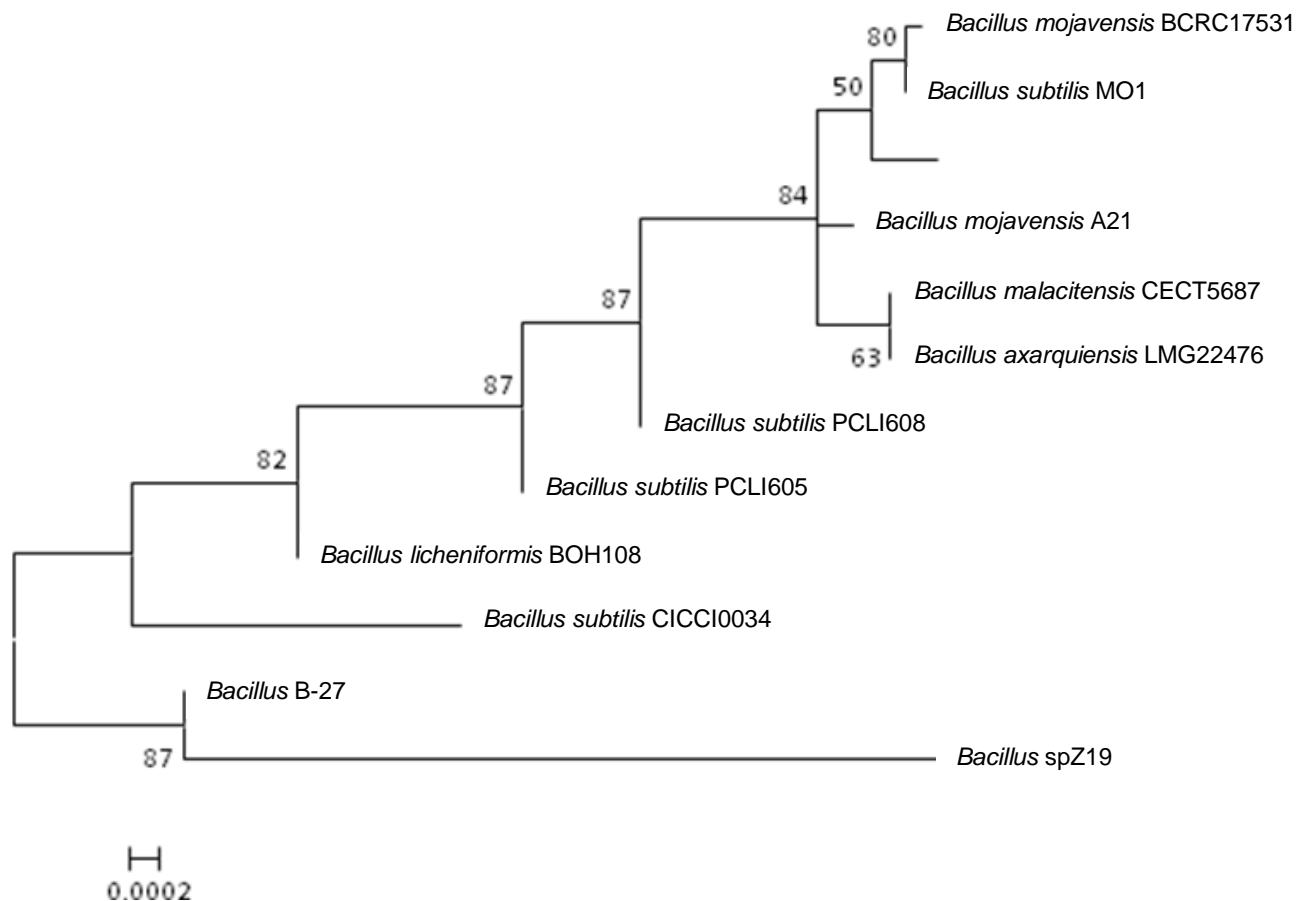 80
Bacillus mojavensis BCRC17531
50
Bacillus subtilis MO1
84
Bacillus mojavensis A21
87
Bacillus malacitensis CECT5687
63
Bacillus axarquiensis LMG22476
87
Bacillus subtilis PCLI608
82
Bacillus subtilis PCLI605
Bacillus licheniformis BOH108
Bacillus subtilis CICCI0034
Bacillus B-27
87
Bacillus spZ19
0.0002